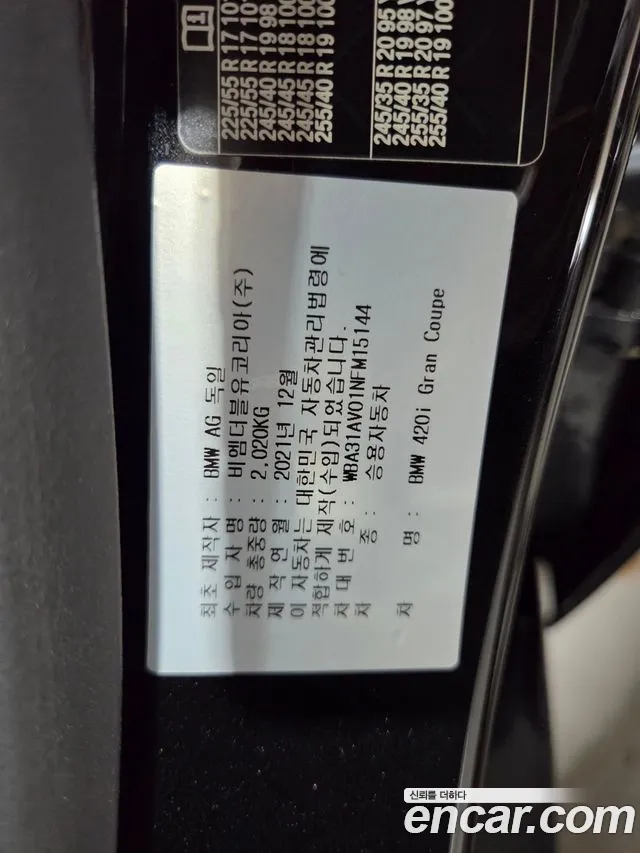 225/55 R 17 10
225/55 R 17 10
245/40 R 19 98
245/45 R 18 100
245/45 R 18 100
255/40 R 19 100
245/35 R 20 95
245/40 R 19 98
255/35 R 20 97
255/40 R 19 100
최초 제작자 : BMW AG 독일
수 입 자 명 : 비엠더블유코리아(주)
차량 총중량 : 2,020KG
제 작 연 월 : 2021년 12월
이 자동차는 대한민국 자동차관리법령에
적합하게 제작(수입)되었습니다.
차 대 번 호 : WBA31AV01NFM15144
차 종 : 승용자동차
차 명 : BMW 420i Gran Coupe
신뢰를 더하다
encar.com